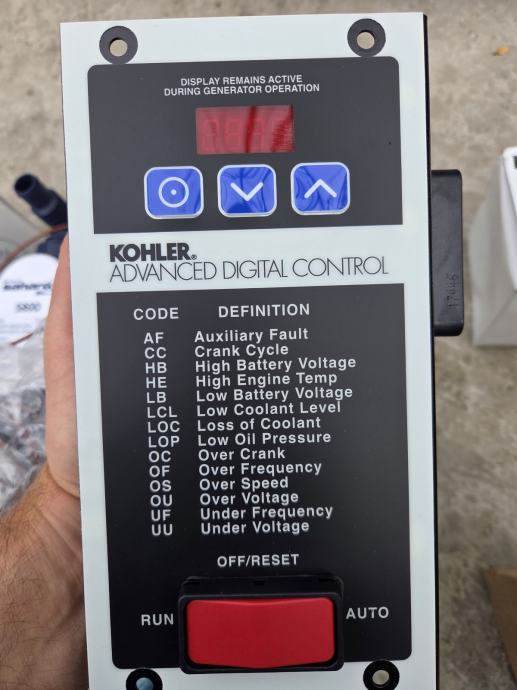 DISPLAY REMAINS ACTIVE
DURING GENERATOR OPERATION
KOHLER®
ADVANCED DIGITAL CONTROL
CODE DEFINITION
AF Auxiliary Fault
CC Crank Cycle
HB High Battery Voltage
HE High Engine Temp
LB Low Battery Voltage
LCL Low Coolant Level
LOC Loss of Coolant
LOP Low Oil Pressure
OC Over Crank
OF Over Frequency
OS Over Speed
OU Over Voltage
UF Under Frequency
UU Under Voltage
OFF/RESET
RUN AUTO
S800